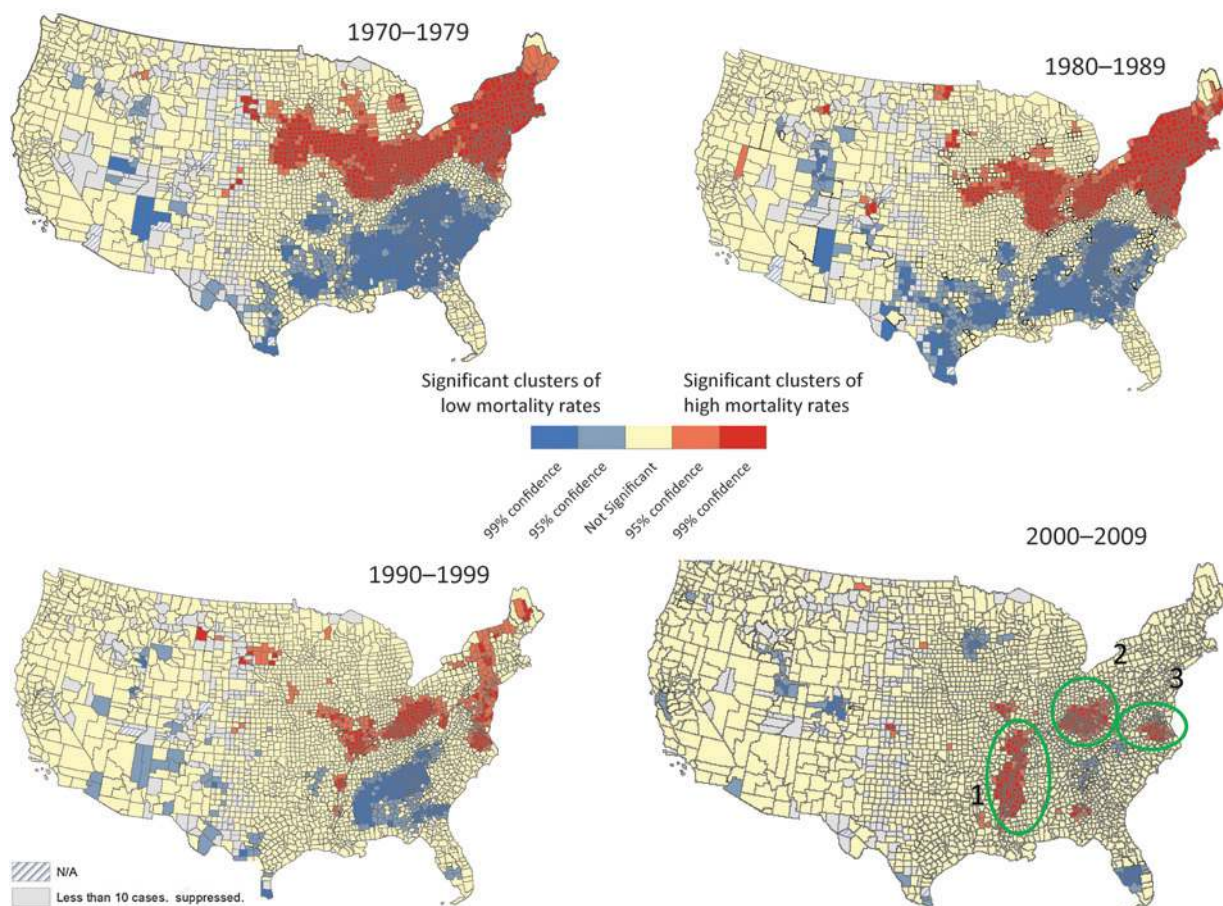 1970–1979
1980–1989
Significant clusters of
low mortality rates
Significant clusters of
high mortality rates
99% confidence
95% confidence
Not Significant
95% confidence
99% confidence
1990–1999
2000–2009
2
3
1
N/A
Less than 10 cases. suppressed.